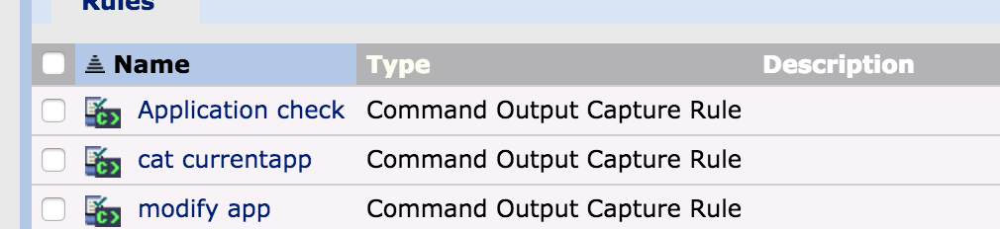 Rules
Name Type Description
Application check Command Output Capture Rule
cat currentapp Command Output Capture Rule
modify app Command Output Capture Rule